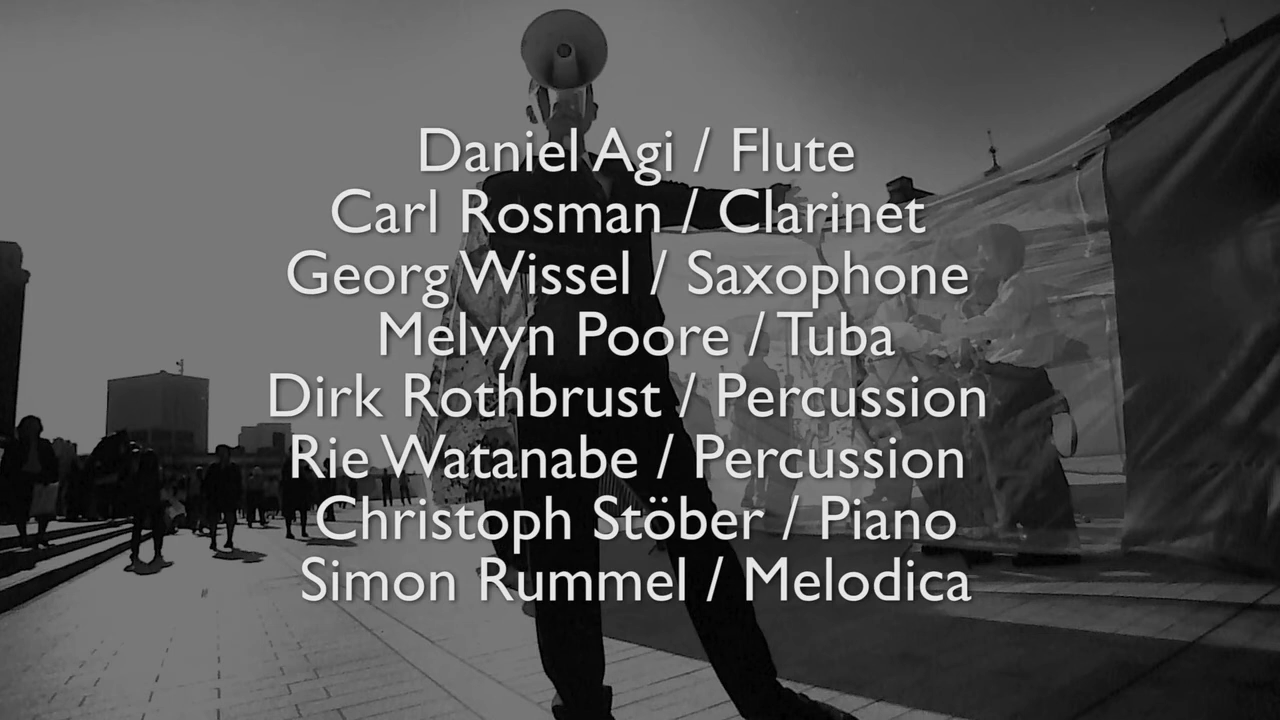 Daniel Agi / Flute
Carl Rosman / Clarinet
Georg Wissel / Saxophone
Melvyn Poore / Tuba
Dirk Rothbrust / Percussion
Rie Watanabe / Percussion
Christoph Stöber / Piano
Simon Rummel / Melodica